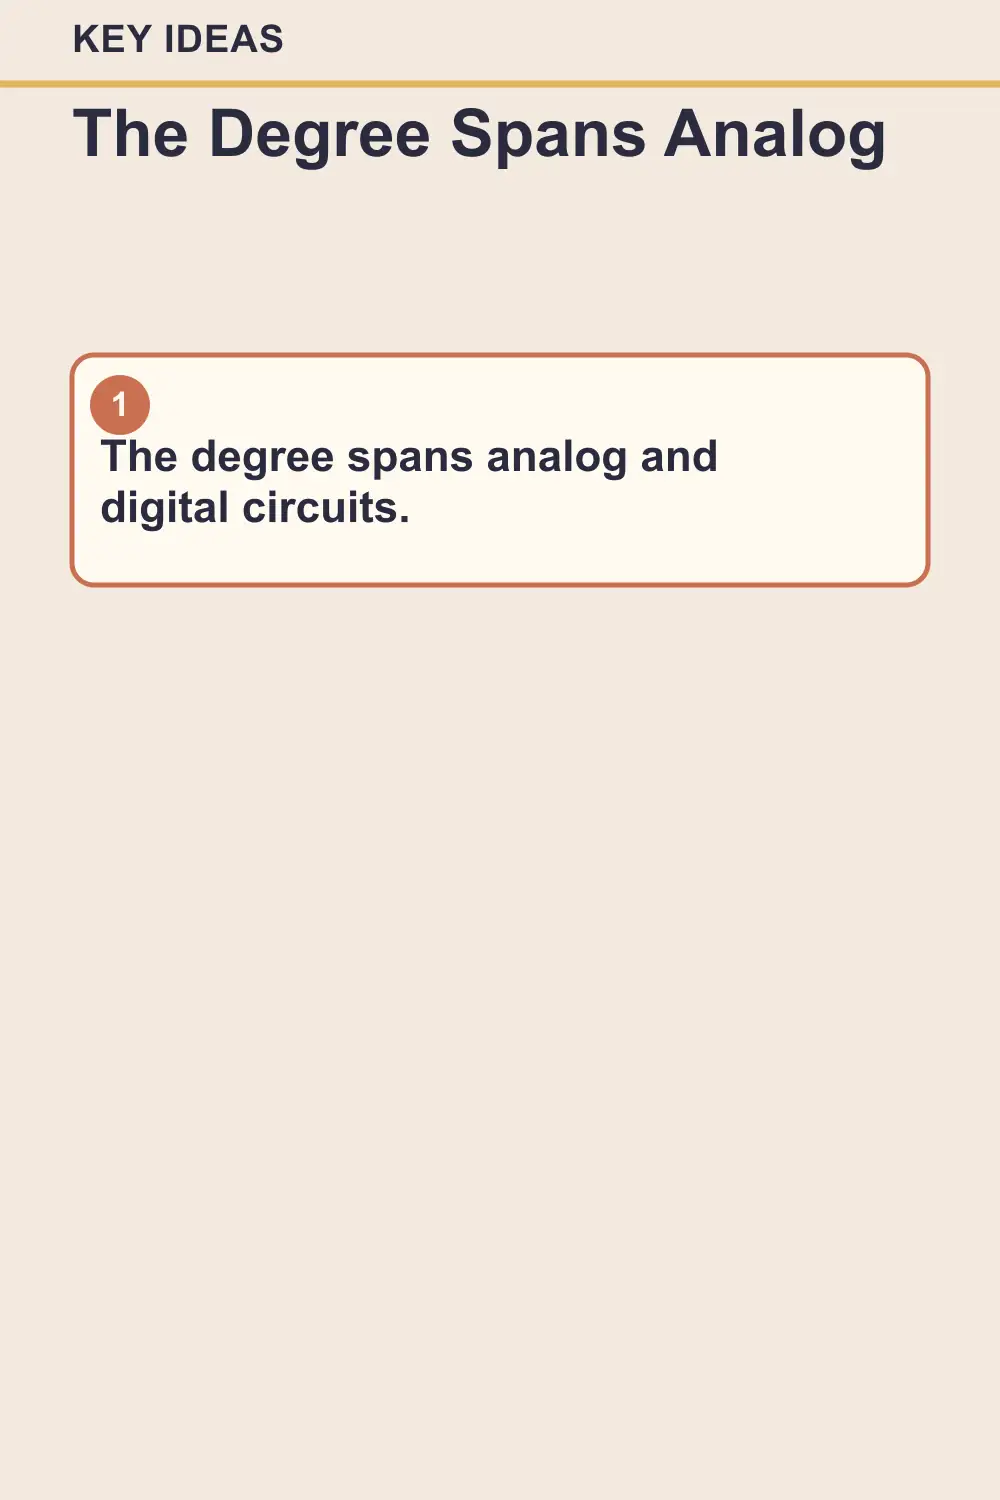 KEY IDEAS
The Degree Spans Analog
1
The degree spans analog and
digital circuits.